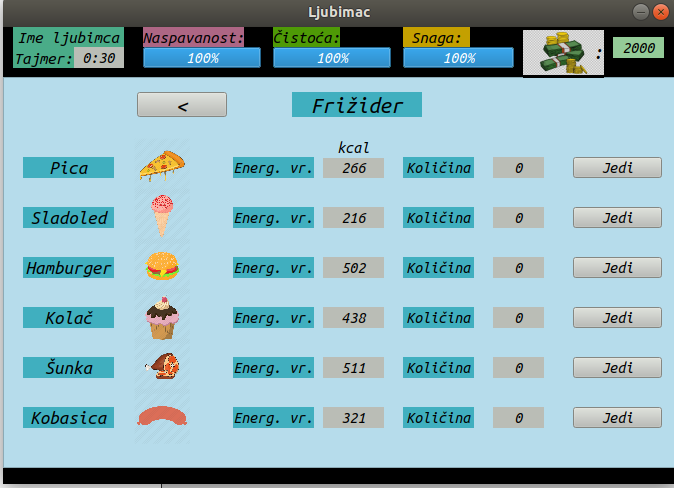 Ljubimac
Ime ljubimca Naspavanost: Čistoća: Snaga: : 2000
Tajmer: 0:30 100% 100% 100%
< Frižider
kcal
Pica Energ. vr. 266 Količina 0 Jedi
Sladoled Energ. vr. 216 Količina 0 Jedi
Hamburger Energ. vr. 502 Količina 0 Jedi
Kolač Energ. vr. 438 Količina 0 Jedi
Šunka Energ. vr. 511 Količina 0 Jedi
Kobasica Energ. vr. 321 Količina 0 Jedi